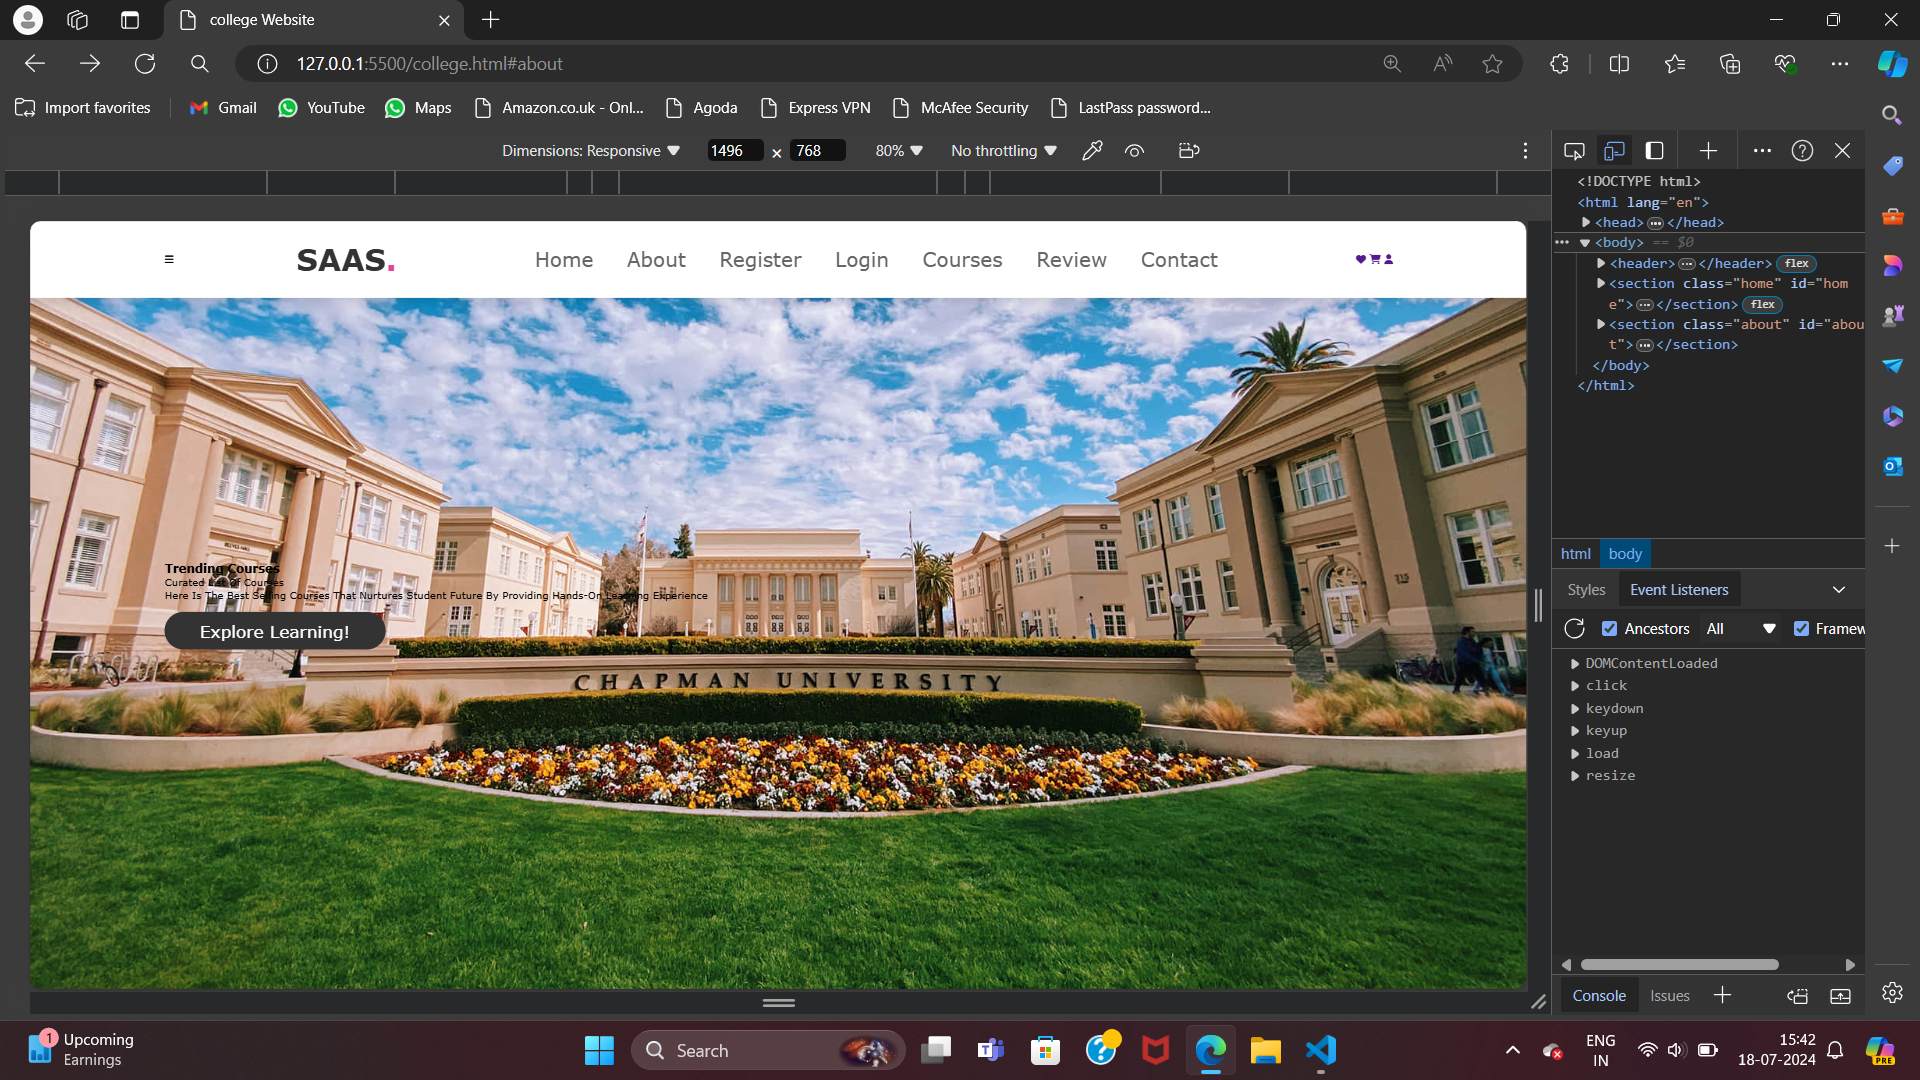 college Website
127.0.0.1:5500/college.html#about
Import favorites
Gmail
YouTube
Maps
Amazon.co.uk - Onl...
Agoda
Express VPN
McAfee Security
LastPass password...
Dimensions: Responsive
1496 × 768
80%
No throttling
SAAS.
Home
About
Register
Login
Courses
Review
Contact
Trending Courses
Curated List Of Courses
Here Is The Best Selling Courses That Nurtures Student Future By Providing Hands-On Learning Experience
Explore Learning!
CHAPMAN UNIVERSITY
<!DOCTYPE html>
<html lang="en">
<head> ••• </head>
••• <body> == $0
<header> ••• </header> flex
<section class="home" id="hom
e"> ••• </section> flex
<section class="about" id="abou
t"> ••• </section>
</body>
</html>
html body
Styles Event Listeners
Ancestors All Framew
DOMContentLoaded
click
keydown
keyup
load
resize
Console Issues
1
Upcoming
Earnings
Search
PRE
ENG
IN
15:42
18-07-2024